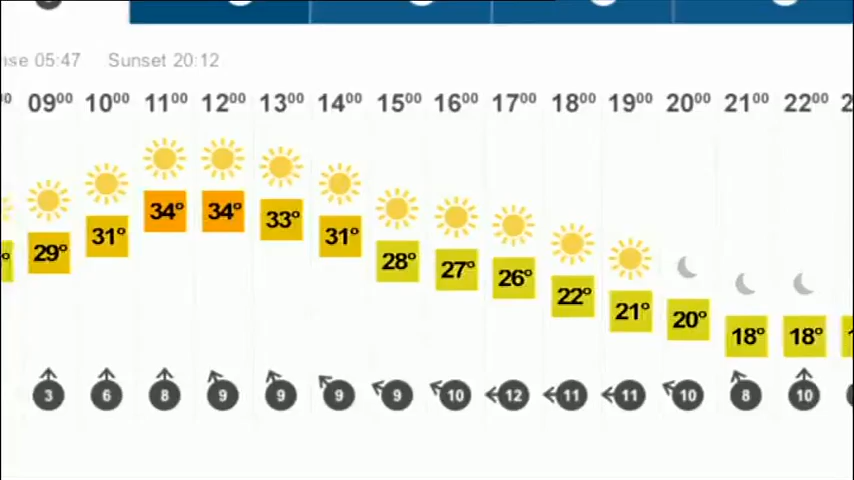 Sunset 20:12
05:47
09⁰⁰ 10⁰⁰ 11⁰⁰ 12⁰⁰ 13⁰⁰ 14⁰⁰ 15⁰⁰ 16⁰⁰ 17⁰⁰ 18⁰⁰ 19⁰⁰ 20⁰⁰ 21⁰⁰ 22⁰⁰
29° 31° 34° 34° 33° 31° 28° 27° 26° 22° 21° 20° 18° 18°
3 6 8 9 9 9 9 10 12 11 11 10 8 10